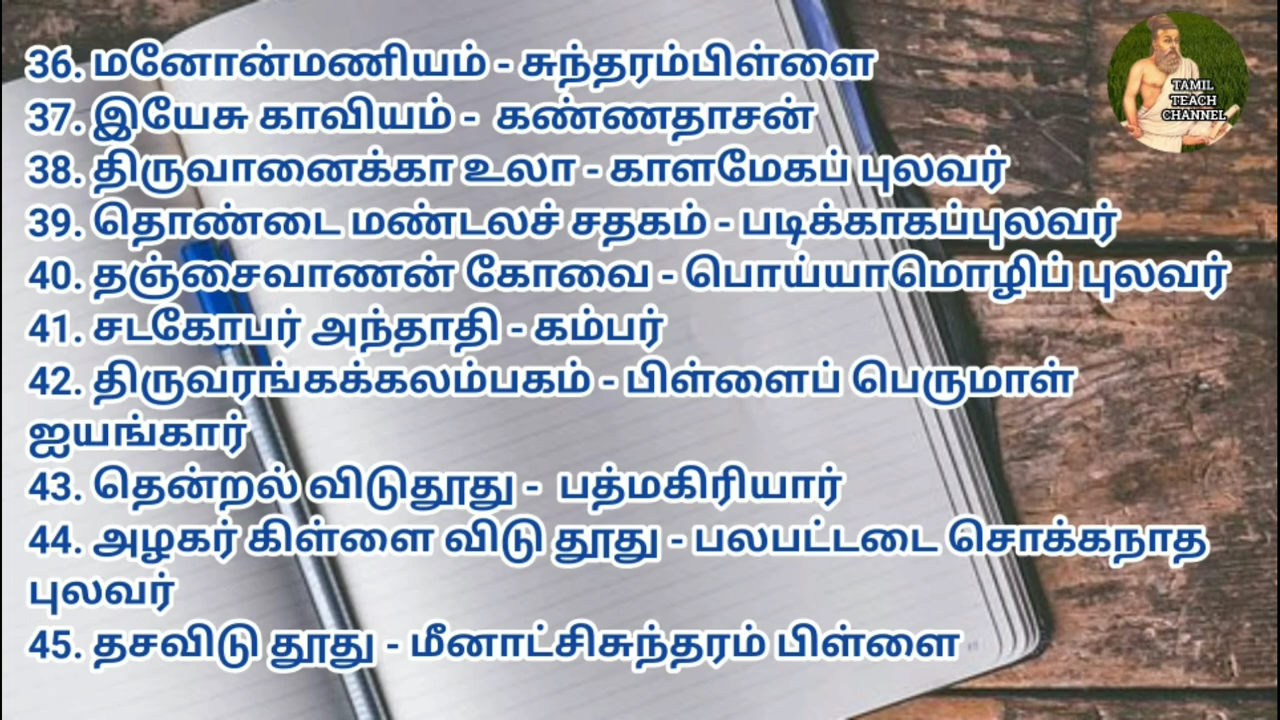 36. மனோன்மணியம் - சுந்தரம்பிள்ளை
37. இயேசு காவியம் - கண்ணதாசன்
38. திருவானைக்கா உலா - காளமேகப் புலவர்
39. தொண்டை மண்டலச் சதகம் - படிக்காகப்புலவர்
40. தஞ்சைவாணன் கோவை - பொய்யாமொழிப் புலவர்
41. சடகோபர் அந்தாதி - கம்பர்
42. திருவரங்கக்கலம்பகம் - பிள்ளைப் பெருமாள்
ஐயங்கார்
43. தென்றல் விடுதூது - பத்மகிரியார்
44. அழகர் கிள்ளை விடு தூது - பலபட்டடை சொக்கநாத
புலவர்
45. தசவிடு தூது - மீனாட்சிசுந்தரம் பிள்ளை
TAMIL
TEACH
CHANNEL